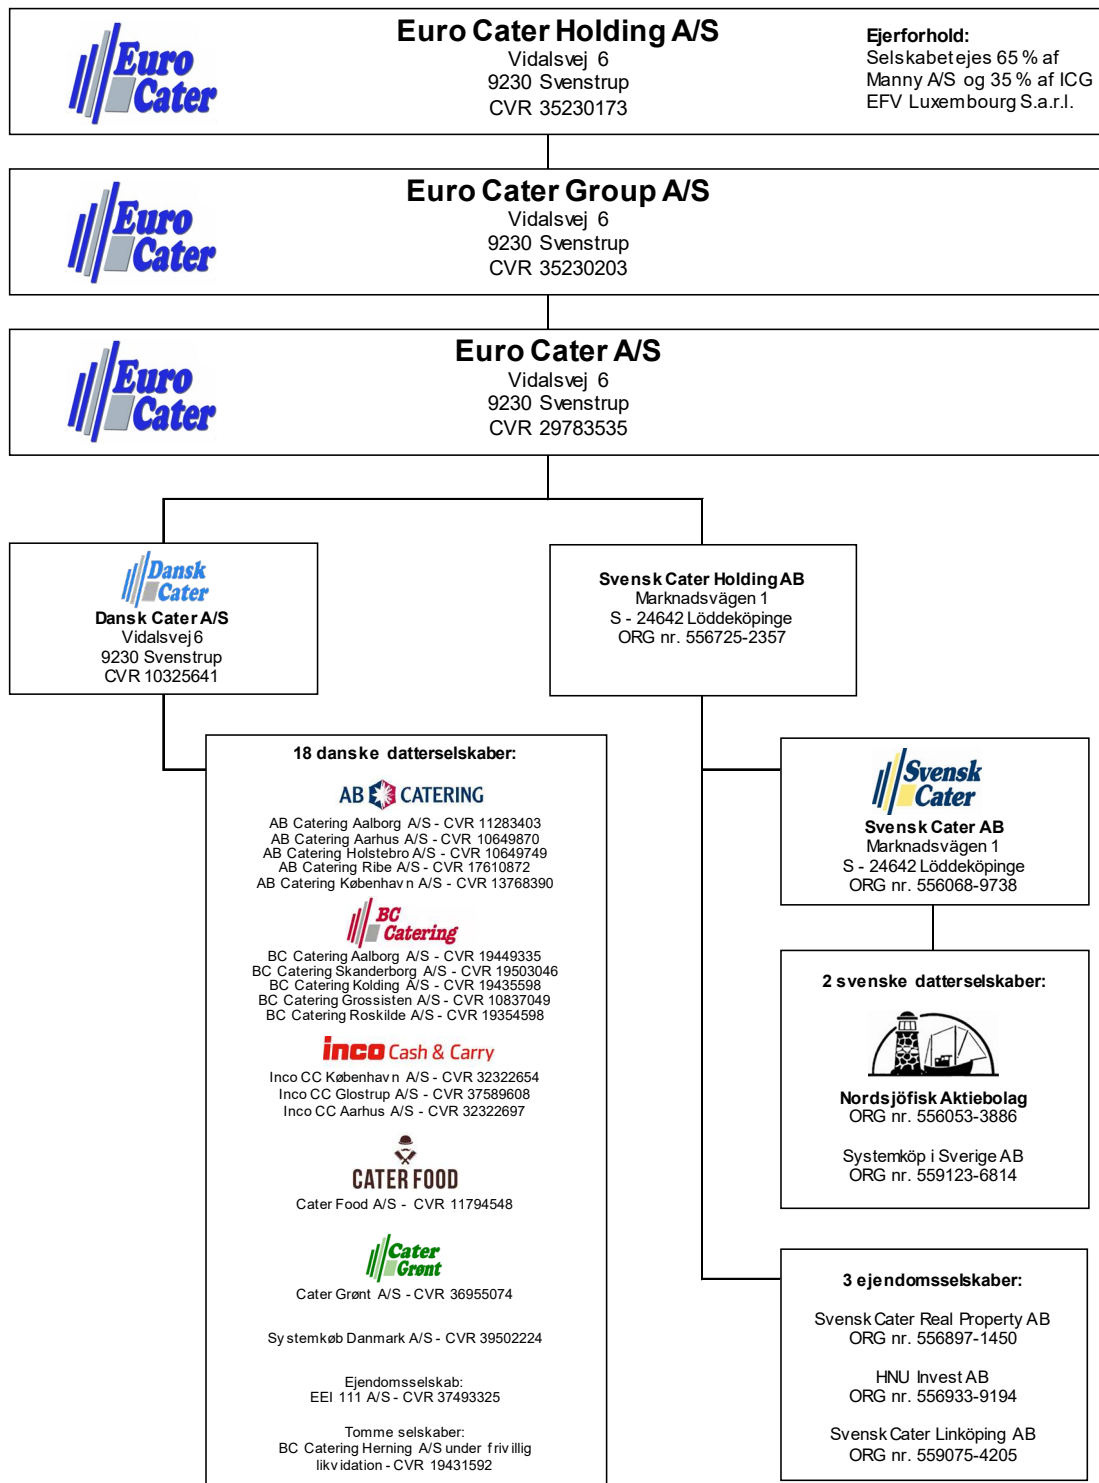 Euro
Cater
Euro Cater Holding A/S
Vidalsvej 6
9230 Svenstrup
CVR 35230173
Ejerforhold:
Selskabet ejes 65 % af
Manny A/S og 35 % af ICG
EFV Luxembourg S.a.r.l.
Euro
Cater
Euro Cater Group A/S
Vidalsvej 6
9230 Svenstrup
CVR 35230203
Euro
Cater
Euro Cater A/S
Vidalsvej 6
9230 Svenstrup
CVR 29783535
Dansk
Cater
Dansk Cater A/S
Vidalsvej 6
9230 Svenstrup
CVR 10325641
Svensk Cater Holding AB
Marknadsvägen 1
S - 24642 Löddeköpinge
ORG nr. 556725-2357
18 danske datterselskaber:
AB CATERING
AB Catering Aalborg A/S - CVR 11283403
AB Catering Aarhus A/S - CVR 10649870
AB Catering Holstebro A/S - CVR 10649749
AB Catering Ribe A/S - CVR 17610872
AB Catering København A/S - CVR 13768390
BC
Catering
BC Catering Aalborg A/S - CVR 19449335
BC Catering Skanderborg A/S - CVR 19503046
BC Catering Kolding A/S - CVR 19435598
BC Catering Grossisten A/S - CVR 10837049
BC Catering Roskilde A/S - CVR 19354598
inco Cash & Carry
Inco CC København A/S - CVR 32322654
Inco CC Glostrup A/S - CVR 37589608
Inco CC Aarhus A/S - CVR 32322697
CATER FOOD
Cater Food A/S - CVR 11794548
Cater
Grønt
Cater Grønt A/S - CVR 36955074
Systemkøb Danmark A/S - CVR 39502224
Ejendomsselskab:
EEI 111 A/S - CVR 37493325
Tomme selskaber:
BC Catering Herning A/S under frivillig
likvidation - CVR 19431592
Svensk
Cater
Svensk Cater AB
Marknadsvägen 1
S - 24642 Löddeköpinge
ORG nr. 556068-9738
2 svenske datterselskaber:
Nordsjöfisk Aktiebolag
ORG nr. 556053-3886
Systemköp i Sverige AB
ORG nr. 559123-6814
3 ejendomsselskaber:
Svensk Cater Real Property AB
ORG nr. 556897-1450
HNU Invest AB
ORG nr. 556933-9194
Svensk Cater Linköping AB
ORG nr. 559075-4205